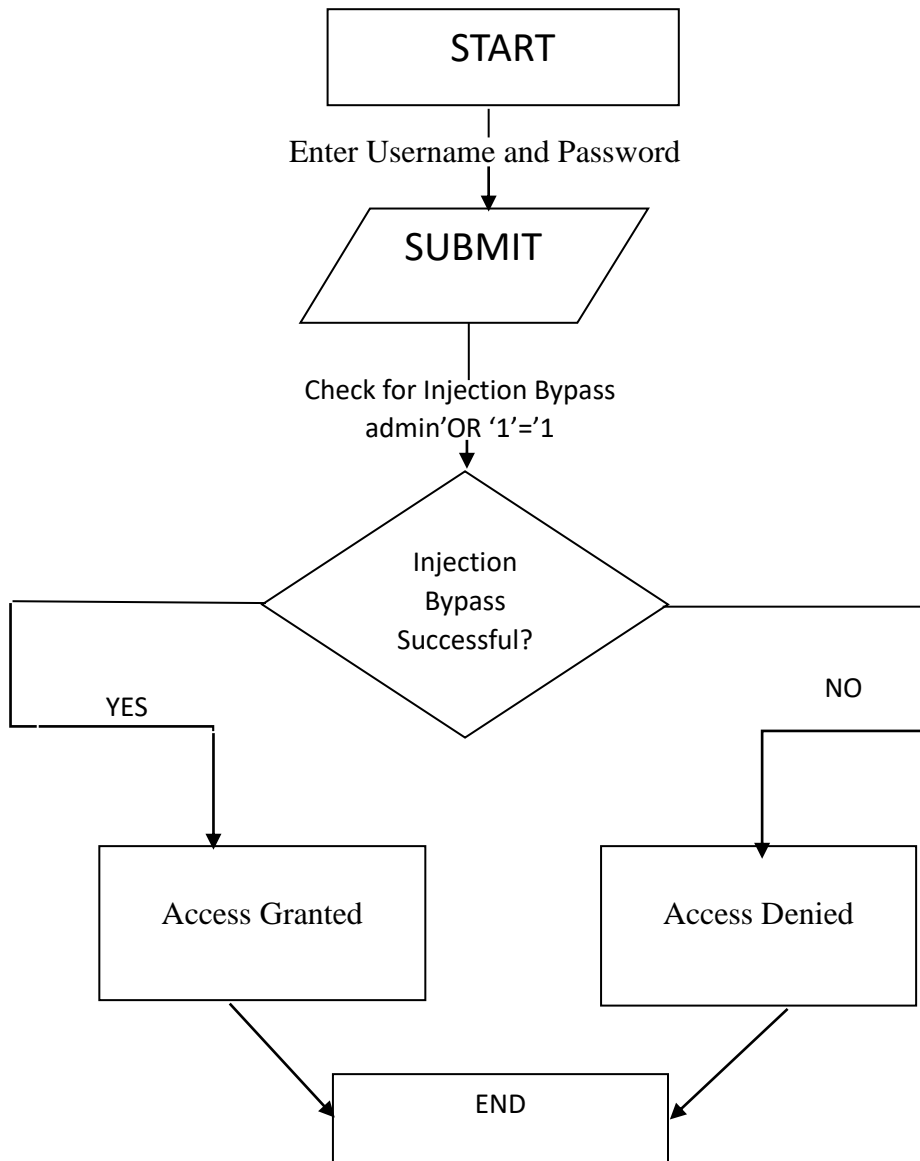 START
Enter Username and Password
SUBMIT
Check for Injection Bypass
admin’OR ‘1’=’1
Injection
Bypass
Successful?
YES
NO
Access Granted
Access Denied
END